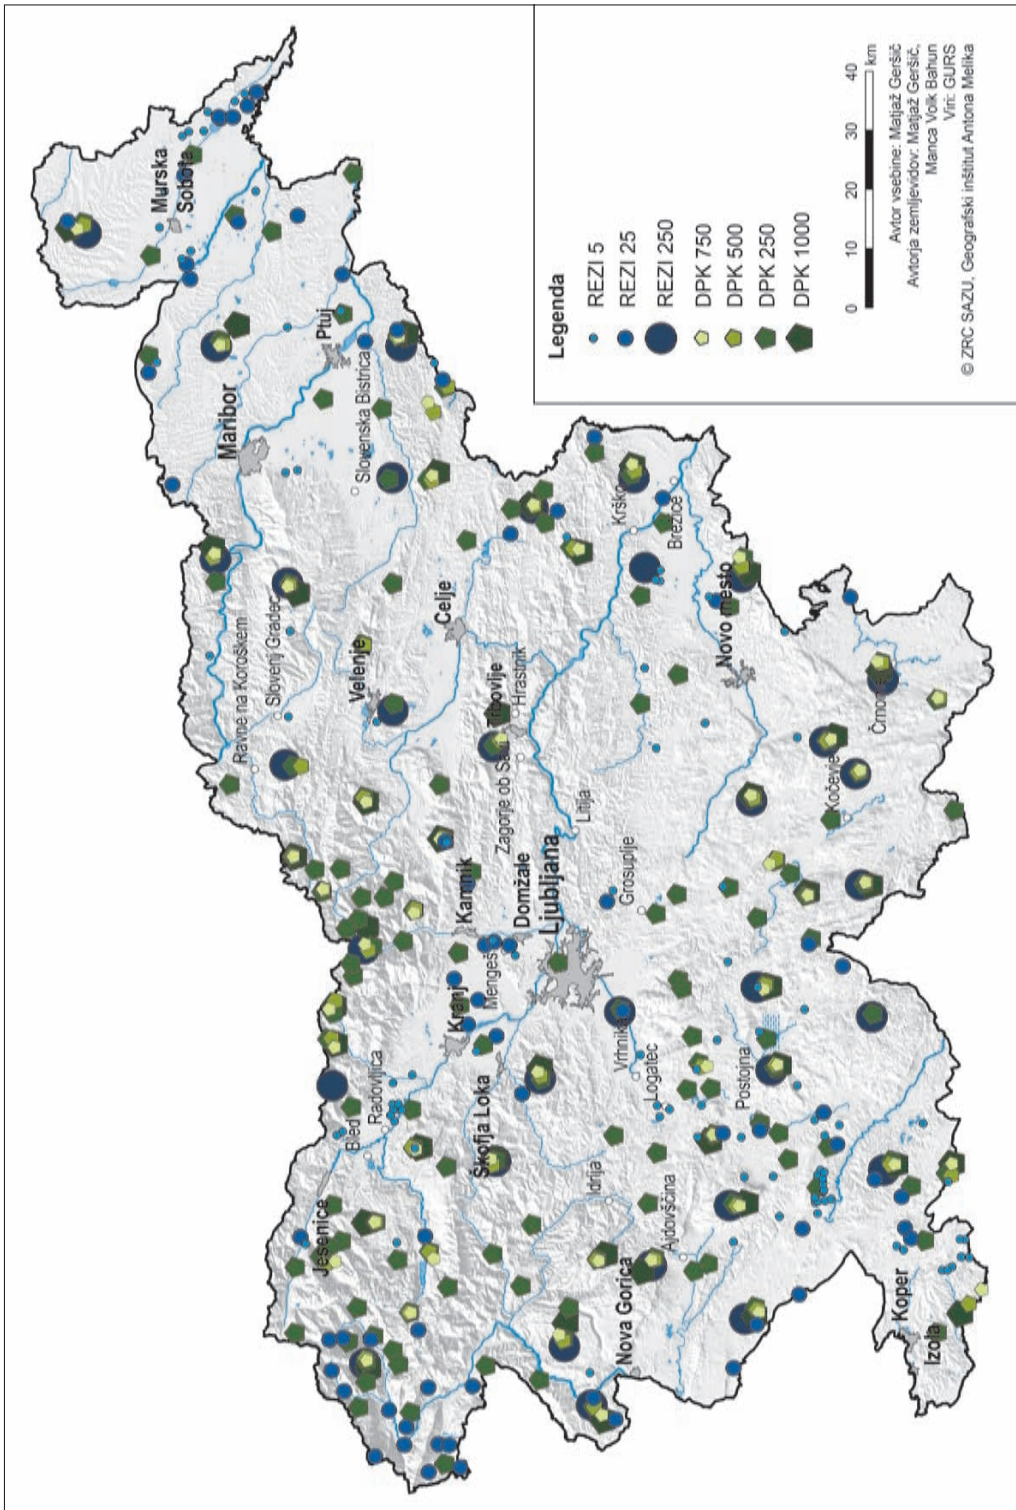 Murska
Sobota
Maribor
Ptuj
Slovenska Bistrica
Ravne na Koroškem
Slovenj Gradec
Velenje
Celje
Hrastnik
Trbovlje
Krško
Brežice
Novo mesto
Črnomelj
Kočevje
Litija
Grosuplje
Ljubljana
Domžale
Kamnik
Mengeš
Kranj
Škofja Loka
Radovljica
Bled
Jesenice
Vrhnika
Logatec
Postojna
Idrija
Ajdovščina
Nova Gorica
Koper
Izola
Legenda
REZI 5
REZI 25
REZI 250
DPK 750
DPK 500
DPK 250
DPK 1000
0 10 20 30 40
km
Avtor vsebine: Matjaž Geršič
Avtorja zemljevidov: Matjaž Geršič,
Manca Volk Bahun
Viri: GURS
© ZRC SAZU, Geografski inštitut Antona Melika